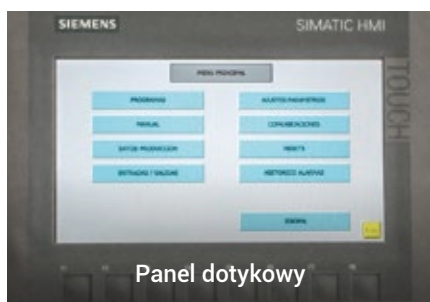 SIEMENS
SIMATIC HMI
TOUCH
MENU PRINCIPAL
PROGRAMAS
AJUSTES PARAMETROS
MANUAL
COMUNICACIONES
DATOS PRODUCCION
RESETS
ENTRADAS / SALIDAS
HISTORICO ALARMAS
IDIOMA
Panel dotykowy